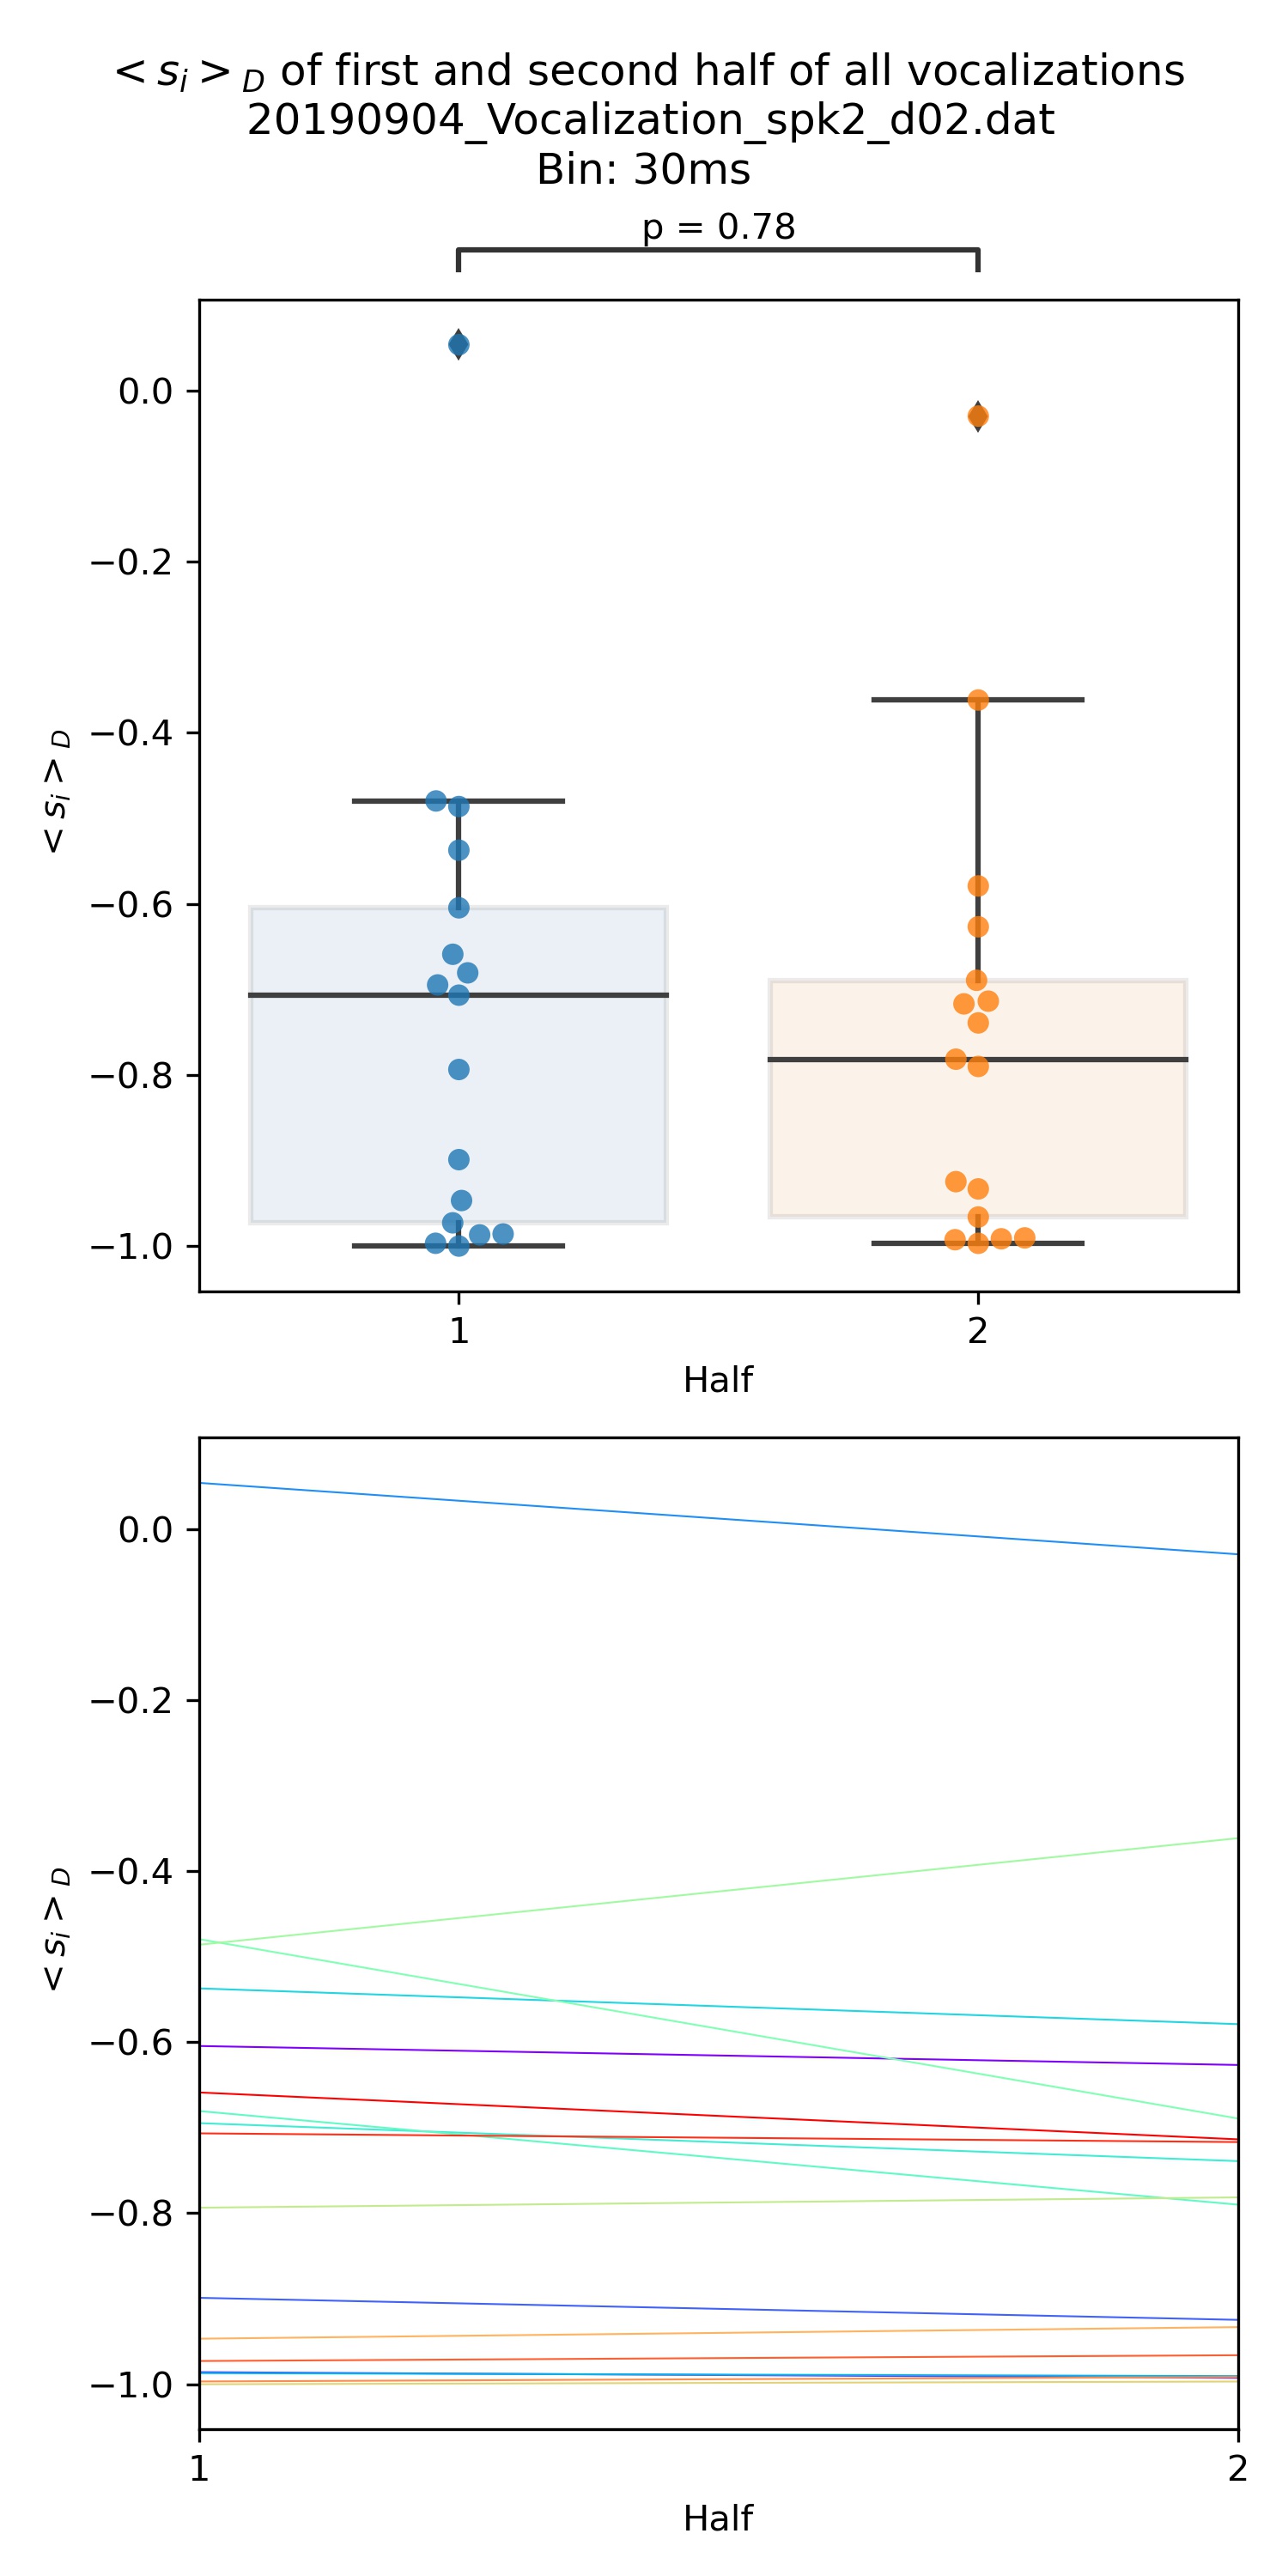 < s_i >_D of first and second half of all vocalizations
20190904_Vocalization_spk2_d02.dat
Bin: 30ms
p = 0.78
0.0
−0.2
−0.4
−0.6
−0.8
−1.0
< s_i >_D
1 2
Half
0.0
−0.2
−0.4
−0.6
−0.8
−1.0
< s_i >_D
1 2
Half